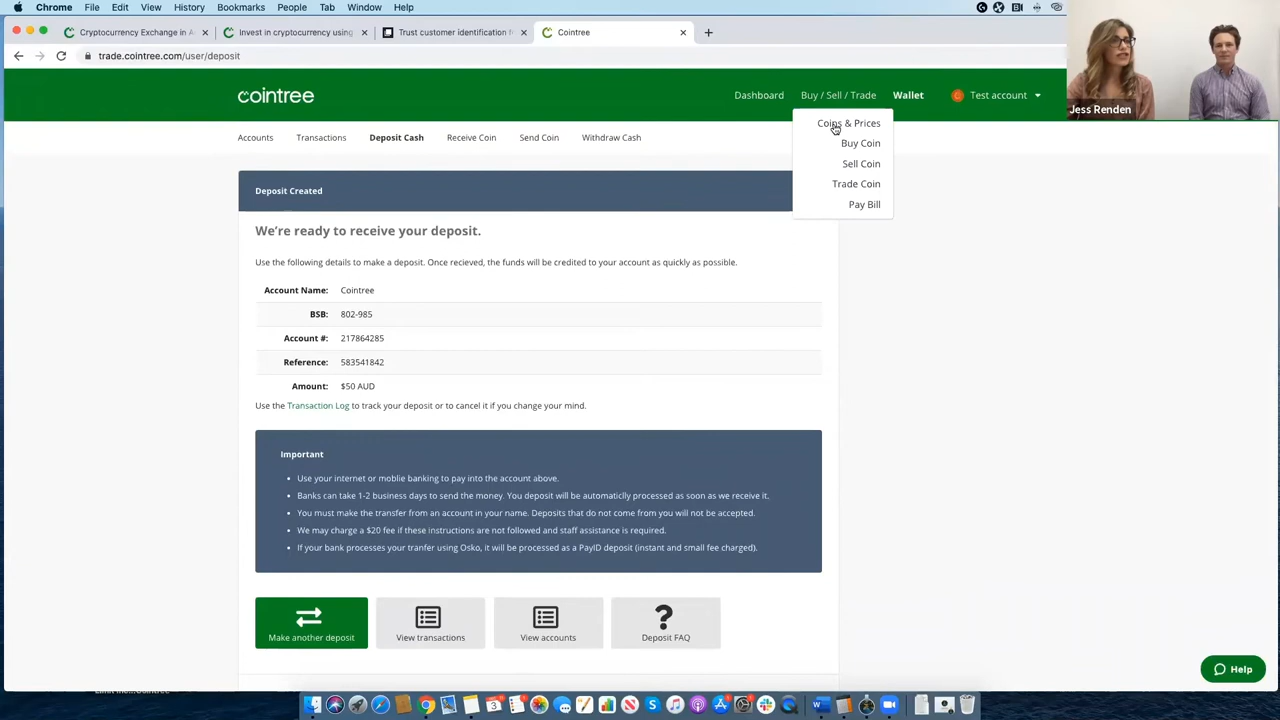 Chrome File Edit View History Bookmarks People Tab Window Help
Cryptocurrency Exchange in A
Invest in cryptocurrency using
Trust customer identification f
Cointree
trade.cointree.com/user/deposit
cointree
Dashboard Buy / Sell / Trade Wallet Test account
Jess Renden
Accounts Transactions Deposit Cash Receive Coin Send Coin Withdraw Cash
Coins & Prices
Buy Coin
Sell Coin
Trade Coin
Pay Bill
Deposit Created
We're ready to receive your deposit.
Use the following details to make a deposit. Once recieved, the funds will be credited to your account as quickly as possible.
Account Name: Cointree
BSB: 802-985
Account #: 217864285
Reference: 583541842
Amount: $50 AUD
Use the Transaction Log to track your deposit or to cancel it if you change your mind.
Important
Use your internet or moblie banking to pay into the account above.
Banks can take 1-2 business days to send the money. You deposit will be automaticlly processed as soon as we receive it.
You must make the transfer from an account in your name. Deposits that do not come from you will not be accepted.
We may charge a $20 fee if these instructions are not followed and staff assistance is required.
If your bank processes your tranfer using Osko, it will be processed as a PayID deposit (instant and small fee charged).
Make another deposit
View transactions
View accounts
Deposit FAQ
Help